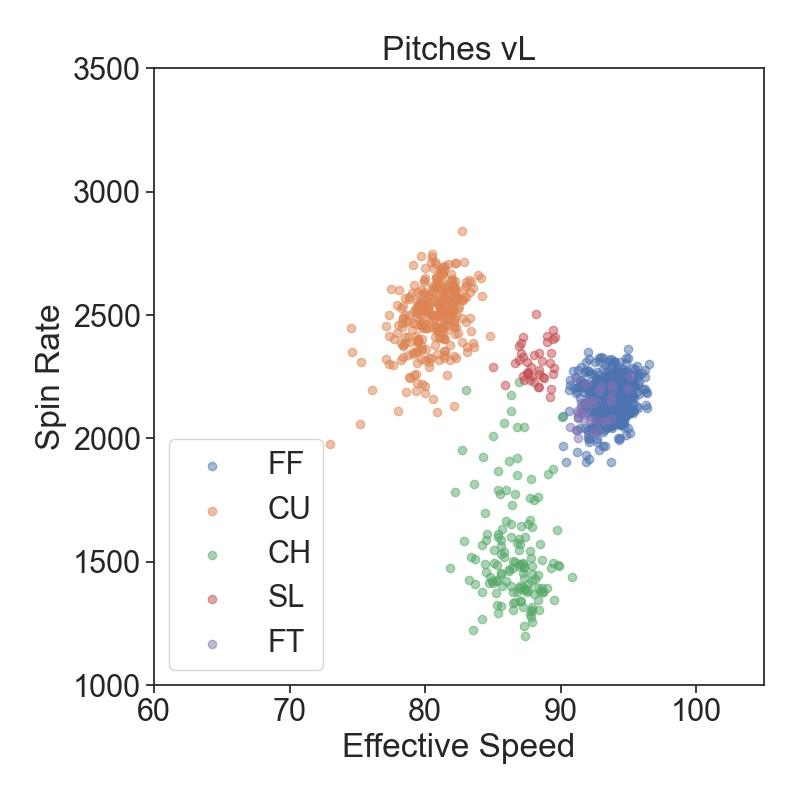 Pitches vL
3500
3000
2500
2000
1500
1000
Spin Rate
FF
CU
CH
SL
FT
60 70 80 90 100
Effective Speed